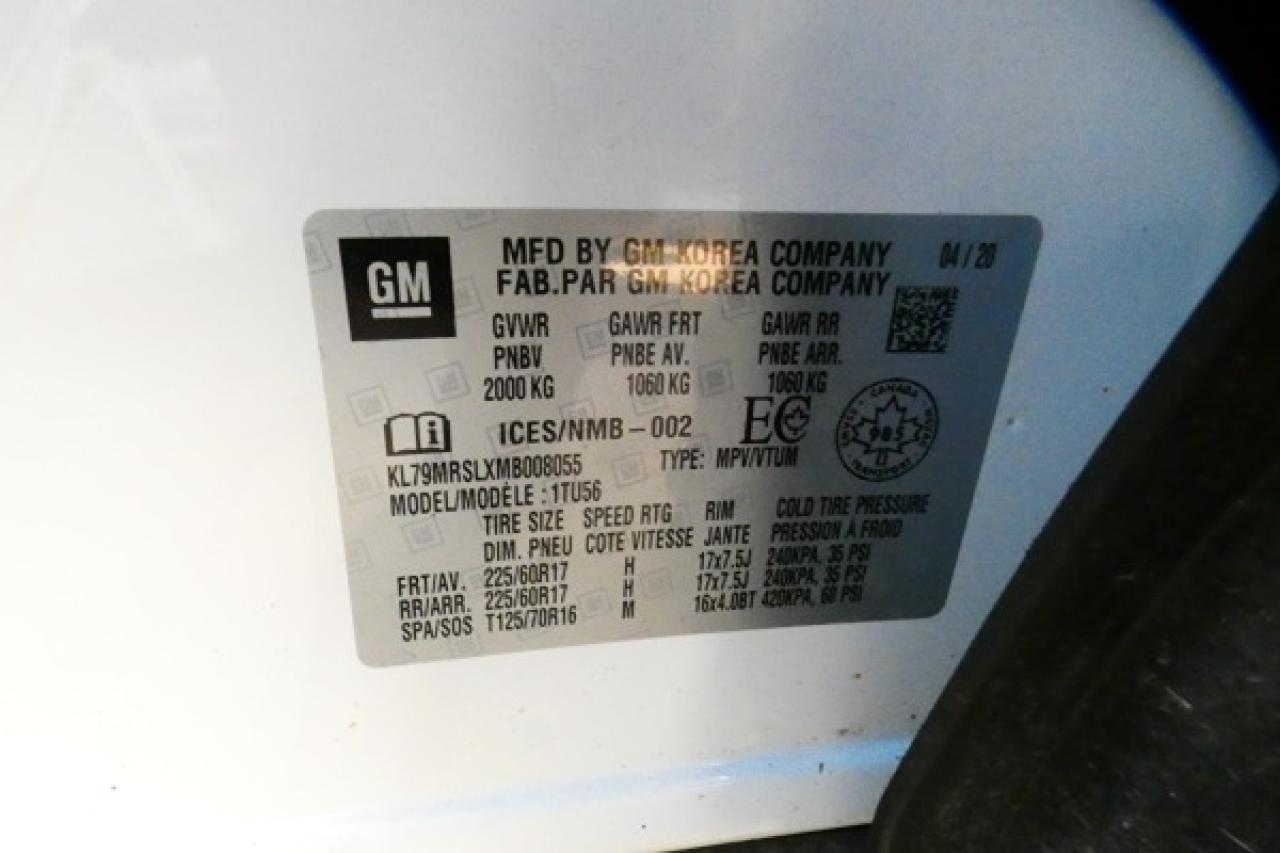 GM
MFD BY GM KOREA COMPANY 04/20
FAB.PAR GM KOREA COMPANY
GVWR GAWR FRT GAWR RR
PNBV PNBE AV. PNBE ARR.
2000 KG 1060 KG 1060 KG
ICES/NMB-002 EC
CANADA
985
TRANSPORT
KL79MRSLXMB008055 TYPE: MPV/VTUM
MODEL/MODÈLE : 1TU56
TIRE SIZE SPEED RTG RIM COLD TIRE PRESSURE
DIM. PNEU COTE VITESSE JANTE PRESSION À FROID
FRT/AV. 225/60R17 H 17x7.5J 240KPA, 35 PSI
RR/ARR. 225/60R17 H 17x7.5J 240KPA, 35 PSI
SPA/SOS T125/70R16 M 16x4.0BT 420KPA, 60 PSI